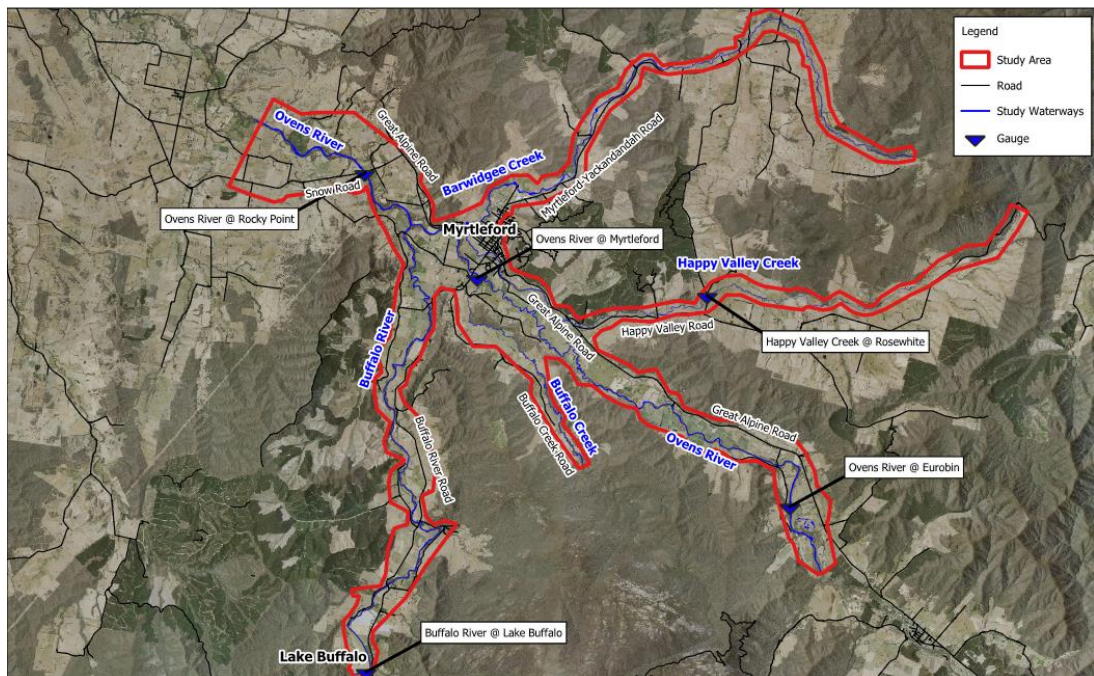 Legend
Study Area
Road
Study Waterways
Gauge
Ovens River
Great Alpine Road
Barwidgee Creek
Myrtleford-Yackandandah Road
Snow Road
Ovens River @ Rocky Point
Myrtleford
Ovens River @ Myrtleford
Happy Valley Creek
Great Alpine Road
Happy Valley Road
Happy Valley Creek @ Rosewhite
Buffalo River
Buffalo Creek
Buffalo Creek Road
Buffalo River Road
Great Alpine Road
Ovens River
Ovens River @ Eurobin
Buffalo River @ Lake Buffalo
Lake Buffalo